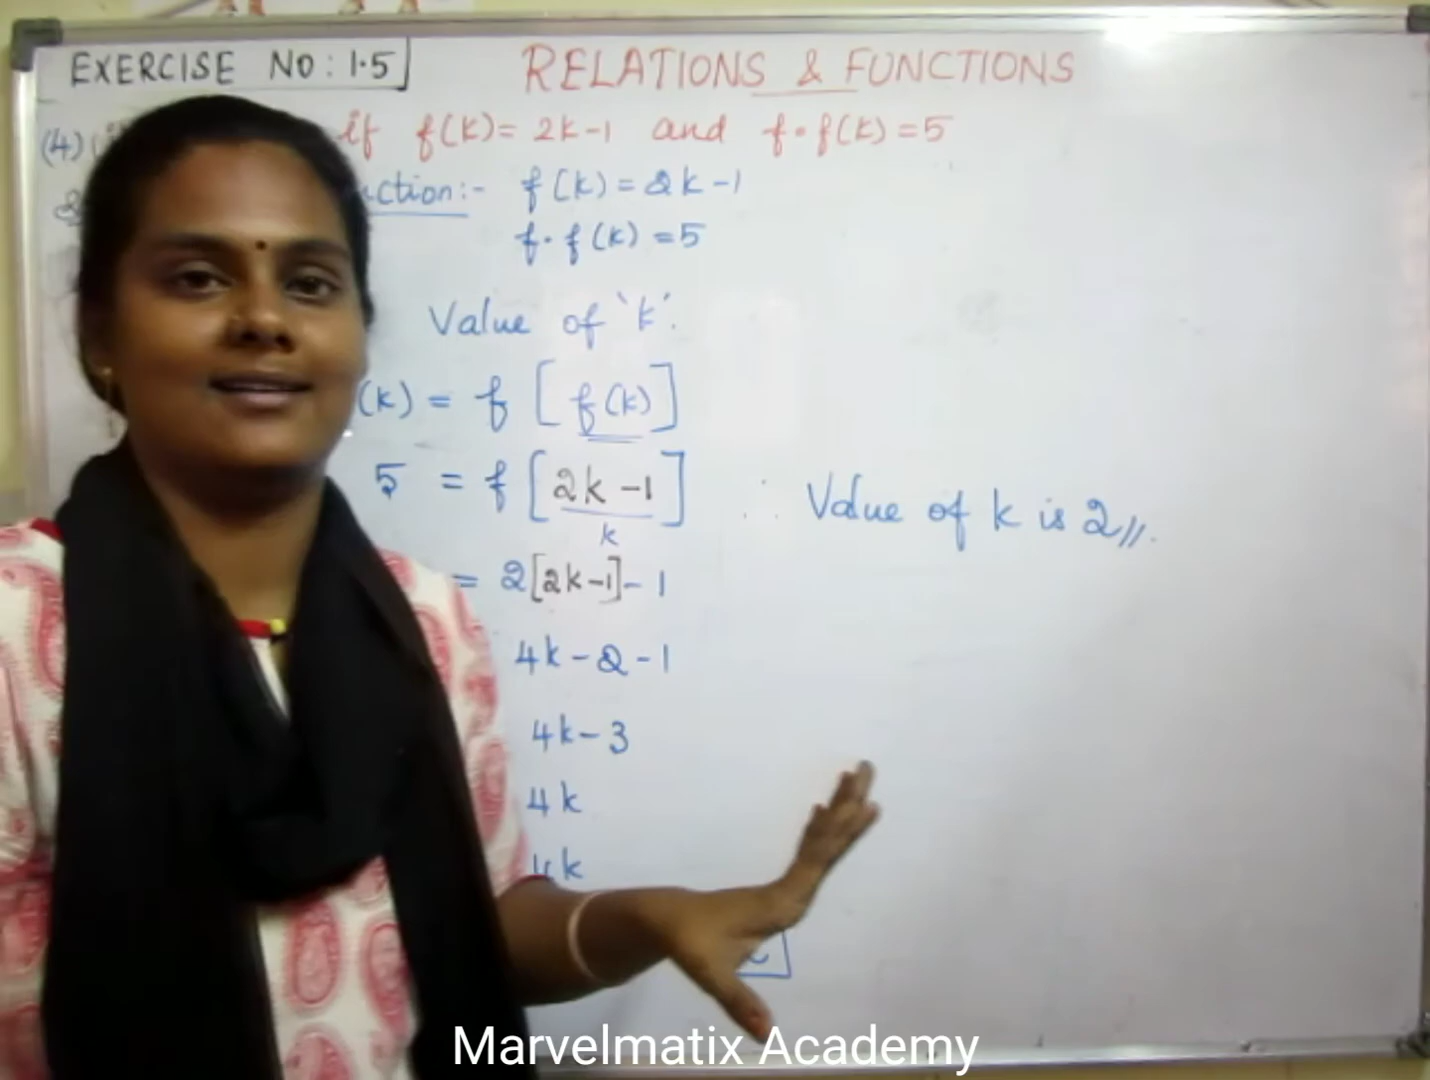 EXERCISE NO: 1.5
RELATIONS & FUNCTIONS
(4) if f(k)= 2k-1 and f∘f(k)=5
:- f(k)=2k-1
f∘f(k)=5
Value of 'k'.
(k) = f [f(k)]
5 = f [2k-1]
k
= 2[2k-1]-1
4k-2-1
4k-3
4k
4k
∴ Value of k is 2//.
Marvelmatix Academy